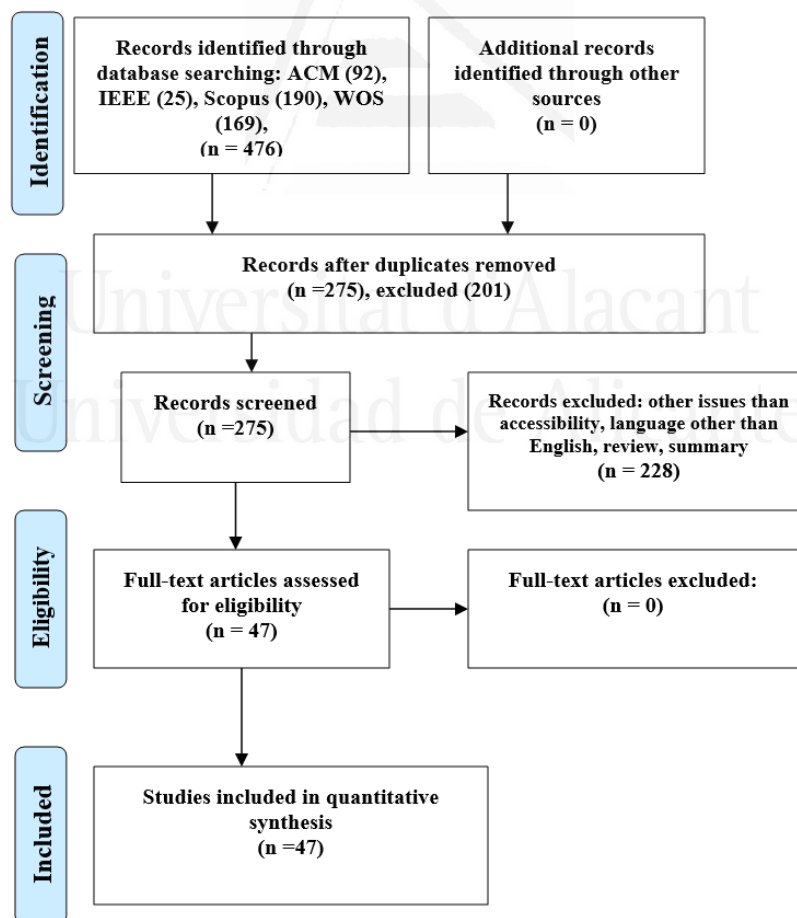 Identification
Records identified through
database searching: ACM (92),
IEEE (25), Scopus (190), WOS
(169),
(n = 476)
Additional records
identified through other
sources
(n = 0)
Screening
Records after duplicates removed
(n =275), excluded (201)
Records screened
(n =275)
Records excluded: other issues than
accessibility, language other than
English, review, summary
(n = 228)
Eligibility
Full-text articles assessed
for eligibility
(n = 47)
Full-text articles excluded:
(n = 0)
Included
Studies included in quantitative
synthesis
(n =47)
Universitat d'Alacant
Universidad de Alicante